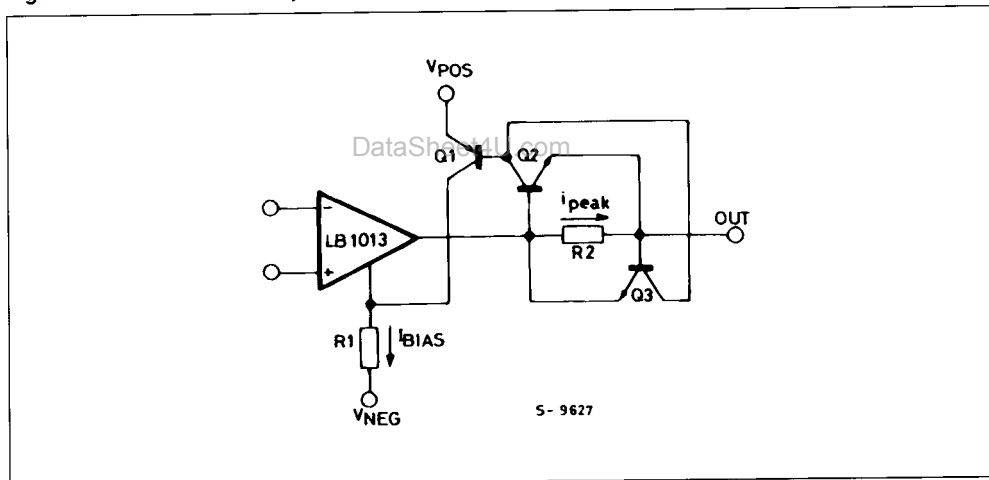 VPOS
DataSheet4U.com
Q1
Q2
ipeak
OUT
-
LB1013
+
R2
Q3
R1
IBIAS
VNEG
S- 9627